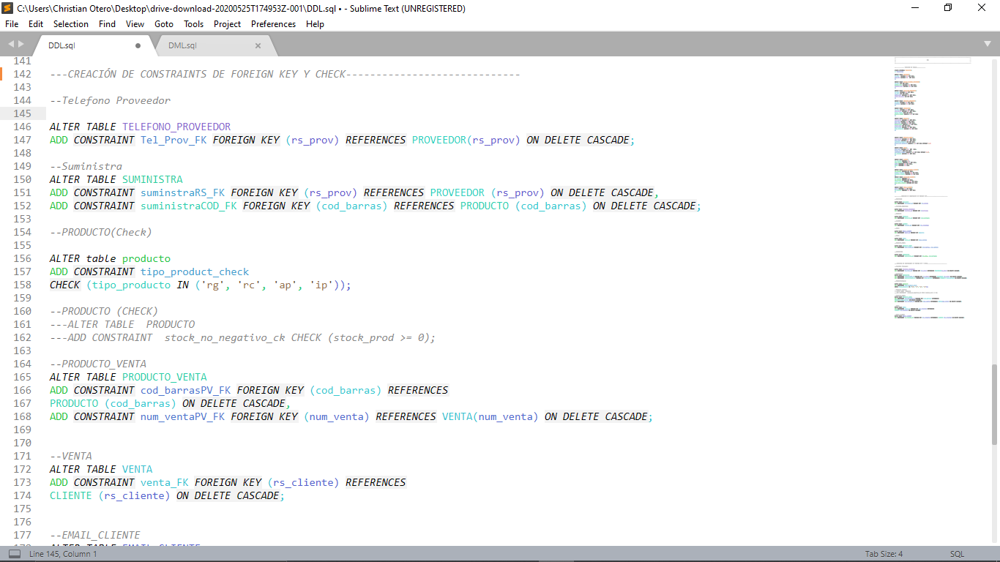 C:\Users\Christian Otero\Desktop\drive-download-20200525T174953Z-001\DDL.sql • - Sublime Text (UNREGISTERED)
File Edit Selection Find View Goto Tools Project Preferences Help
DDL.sql DML.sql
141
142 ---CREACIÓN DE CONSTRAINTS DE FOREIGN KEY Y CHECK-----------------------------
143
144 --Telefono Proveedor
145
146 ALTER TABLE TELEFONO_PROVEEDOR
147 ADD CONSTRAINT Tel_Prov_FK FOREIGN KEY (rs_prov) REFERENCES PROVEEDOR(rs_prov) ON DELETE CASCADE;
148
149 --Suministra
150 ALTER TABLE SUMINISTRA
151 ADD CONSTRAINT suminstraRS_FK FOREIGN KEY (rs_prov) REFERENCES PROVEEDOR (rs_prov) ON DELETE CASCADE,
152 ADD CONSTRAINT suministraCOD_FK FOREIGN KEY (cod_barras) REFERENCES PRODUCTO (cod_barras) ON DELETE CASCADE;
153
154 --PRODUCTO(Check)
155
156 ALTER table producto
157 ADD CONSTRAINT tipo_product_check
158 CHECK (tipo_producto IN ('rg', 'rc', 'ap', 'ip'));
159
160 --PRODUCTO (CHECK)
161 ---ALTER TABLE  PRODUCTO
162 ---ADD CONSTRAINT  stock_no_negativo_ck CHECK (stock_prod >= 0);
163
164 --PRODUCTO_VENTA
165 ALTER TABLE PRODUCTO_VENTA
166 ADD CONSTRAINT cod_barrasPV_FK FOREIGN KEY (cod_barras) REFERENCES
167 PRODUCTO (cod_barras) ON DELETE CASCADE,
168 ADD CONSTRAINT num_ventaPV_FK FOREIGN KEY (num_venta) REFERENCES VENTA(num_venta) ON DELETE CASCADE;
169
170
171 --VENTA
172 ALTER TABLE VENTA
173 ADD CONSTRAINT venta_FK FOREIGN KEY (rs_cliente) REFERENCES
174 CLIENTE (rs_cliente) ON DELETE CASCADE;
175
176
177 --EMAIL_CLIENTE
178 ALTER TABLE EMAIL_CLIENTE
Line 145, Column 1 Tab Size: 4 SQL